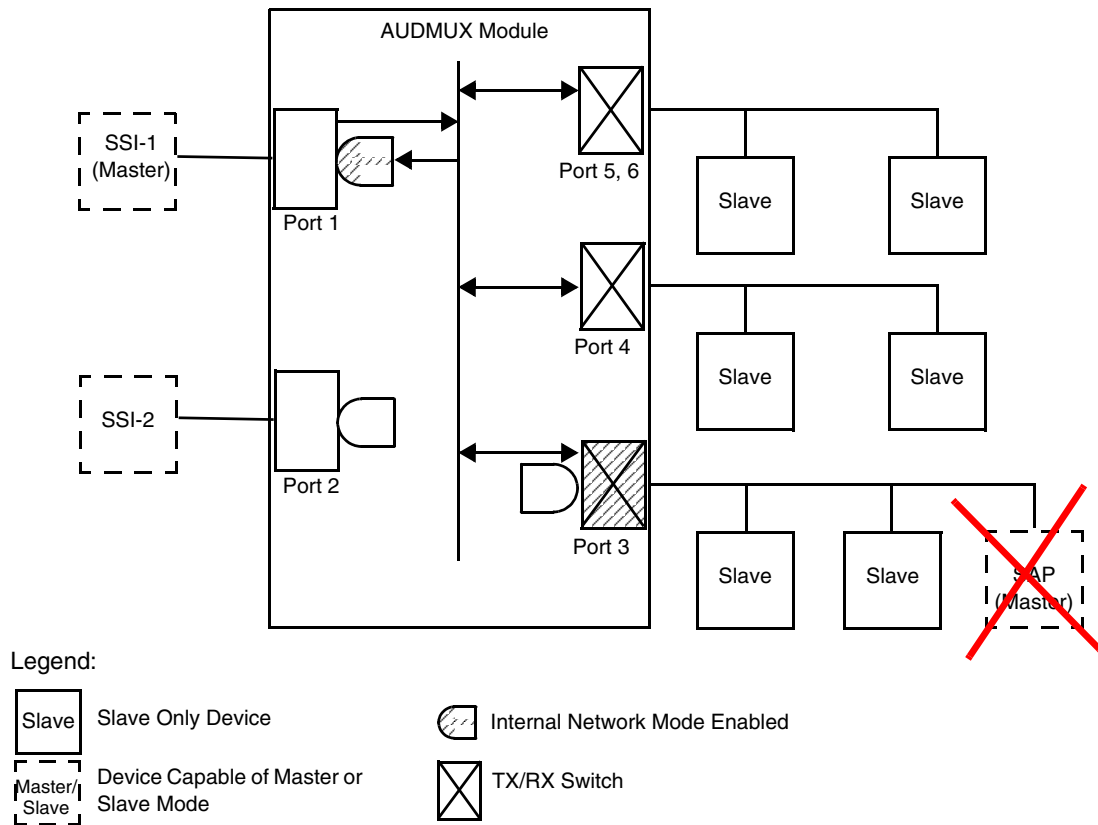 AUDMUX Module
SSI-1
(Master)
Port 1
Port 5, 6
Slave
Slave
Port 4
Slave
Slave
SSI-2
Port 2
Port 3
Slave
Slave
SAP
(Master)
Legend:
Slave
Slave Only Device
Internal Network Mode Enabled
Master/
Slave
Device Capable of Master or
Slave Mode
TX/RX Switch